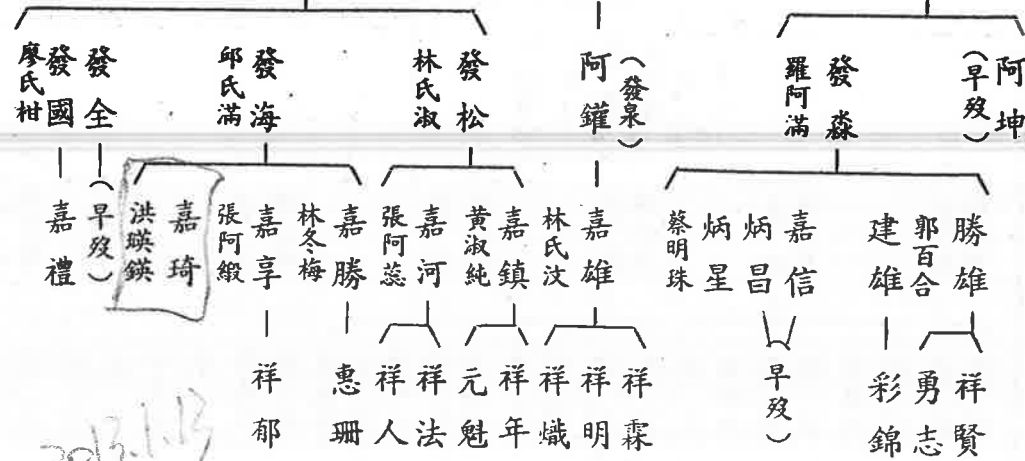 阿坤
（早歿）
發淼
羅阿滿
（發泉）
阿鑵
發松
林氏淑
發海
邱氏滿
發全
發國
廖氏柑
勝雄
郭百合
建雄
嘉信
炳昌
炳星
蔡明珠
嘉雄
林氏汶
嘉鎮
黃淑純
嘉河
張阿蕊
嘉勝
林冬梅
嘉享
張阿緞
嘉琦
洪瑛鍈
（早歿）
嘉禮
祥賢
勇志
彩錦
（早歿）
祥霖
祥明
祥熾
祥年
元魁
祥法
祥人
惠珊
祥郁
2013.1.13